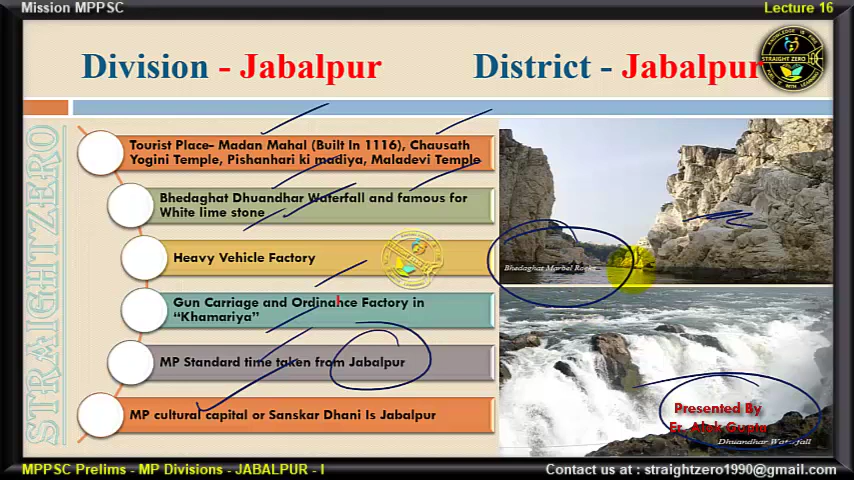 Mission MPPSC
Lecture 16
Division - Jabalpur
District - Jabalpur
STRAIGHT ZERO
Tourist Place- Madan Mahal (Built In 1116), Chausath
Yogini Temple, Pishanhari ki madiya, Maladevi Temple
Bhedaghat Dhuandhar Waterfall and famous for
White lime stone
Heavy Vehicle Factory
Gun Carriage and Ordinance Factory in
“Khamariya”
MP Standard time taken from Jabalpur
MP cultural capital or Sanskar Dhani Is Jabalpur
STRAIGHTZERO
Bhedaghat Marbel Rocks
Presented By
Er. Alok Gupta
Dhuandhar Waterfall
MPPSC Prelims - MP Divisions - JABALPUR - I
Contact us at : straightzero1990@gmail.com